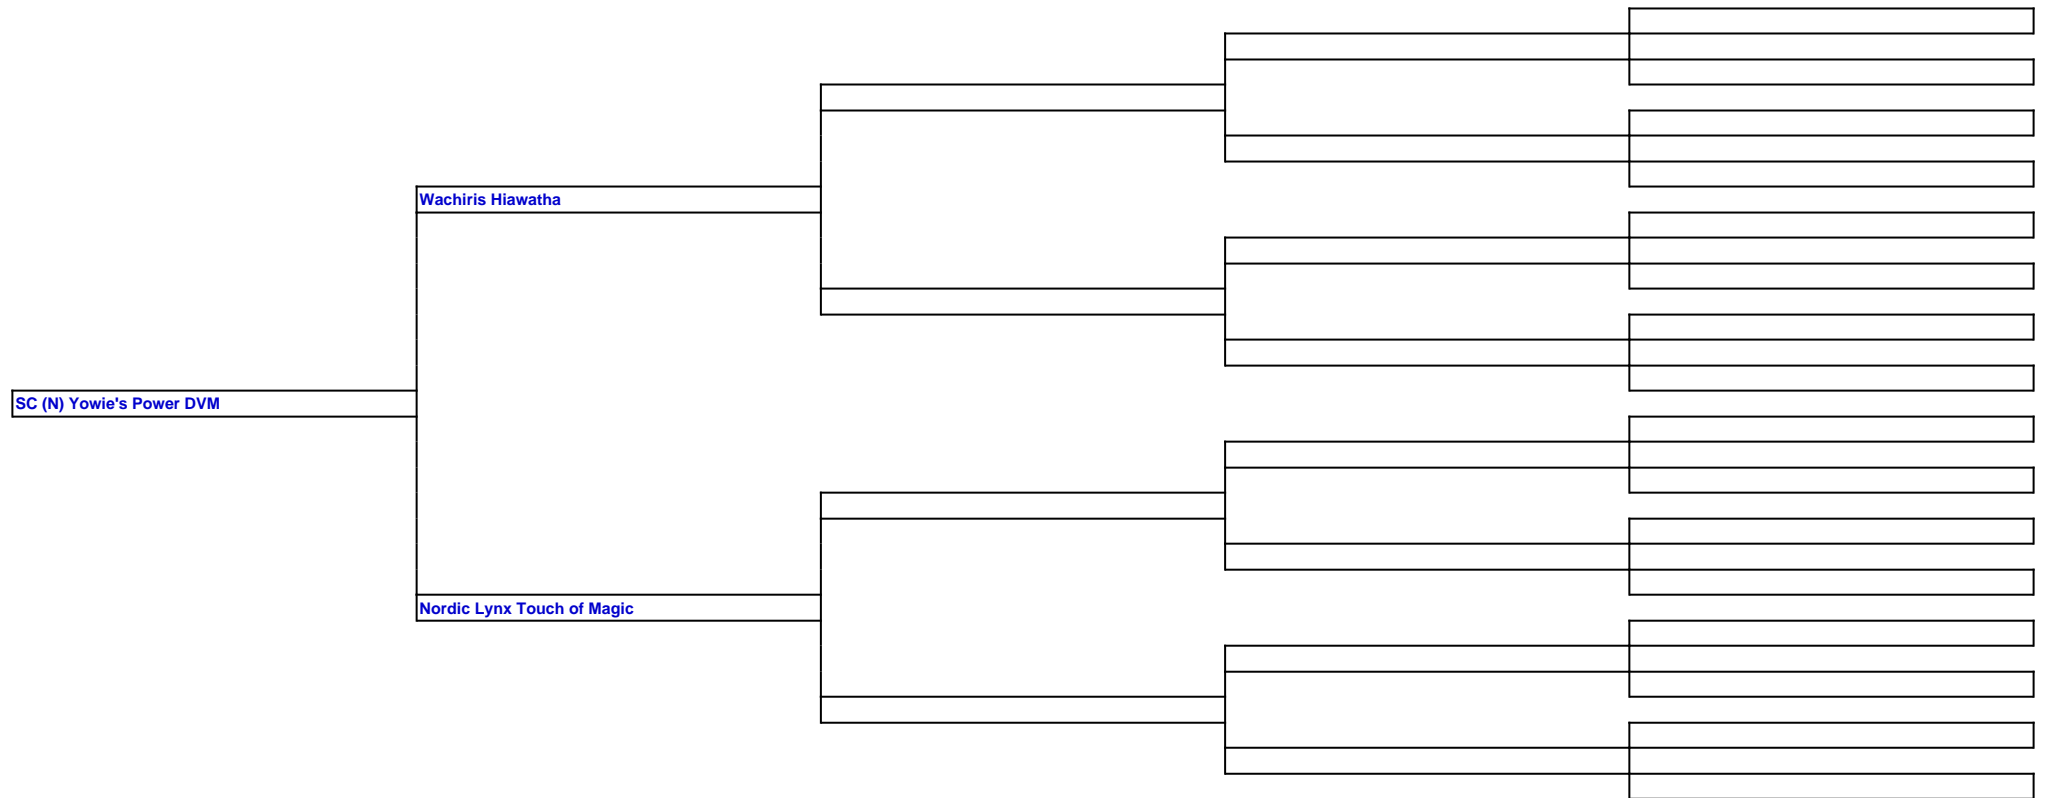 Wachiris Hiawatha
SC (N) Yowie's Power DVM
Nordic Lynx Touch of Magic